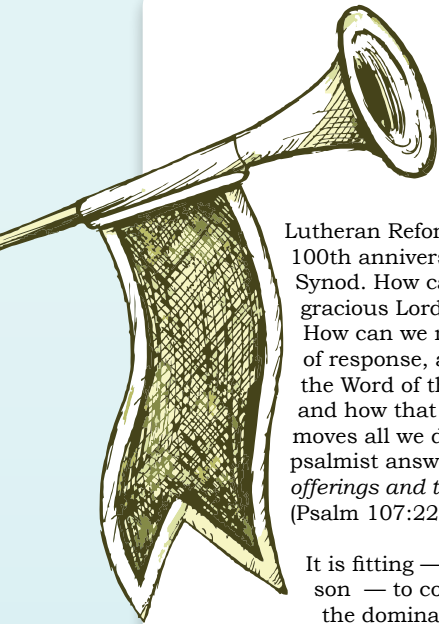 Lutheran Refor
100th annivers
Synod. How ca
gracious Lord
How can we r
of response, a
the Word of th
and how that
moves all we d
psalmist answ
offerings and t
(Psalm 107:22
It is fitting —
son — to co
the domina